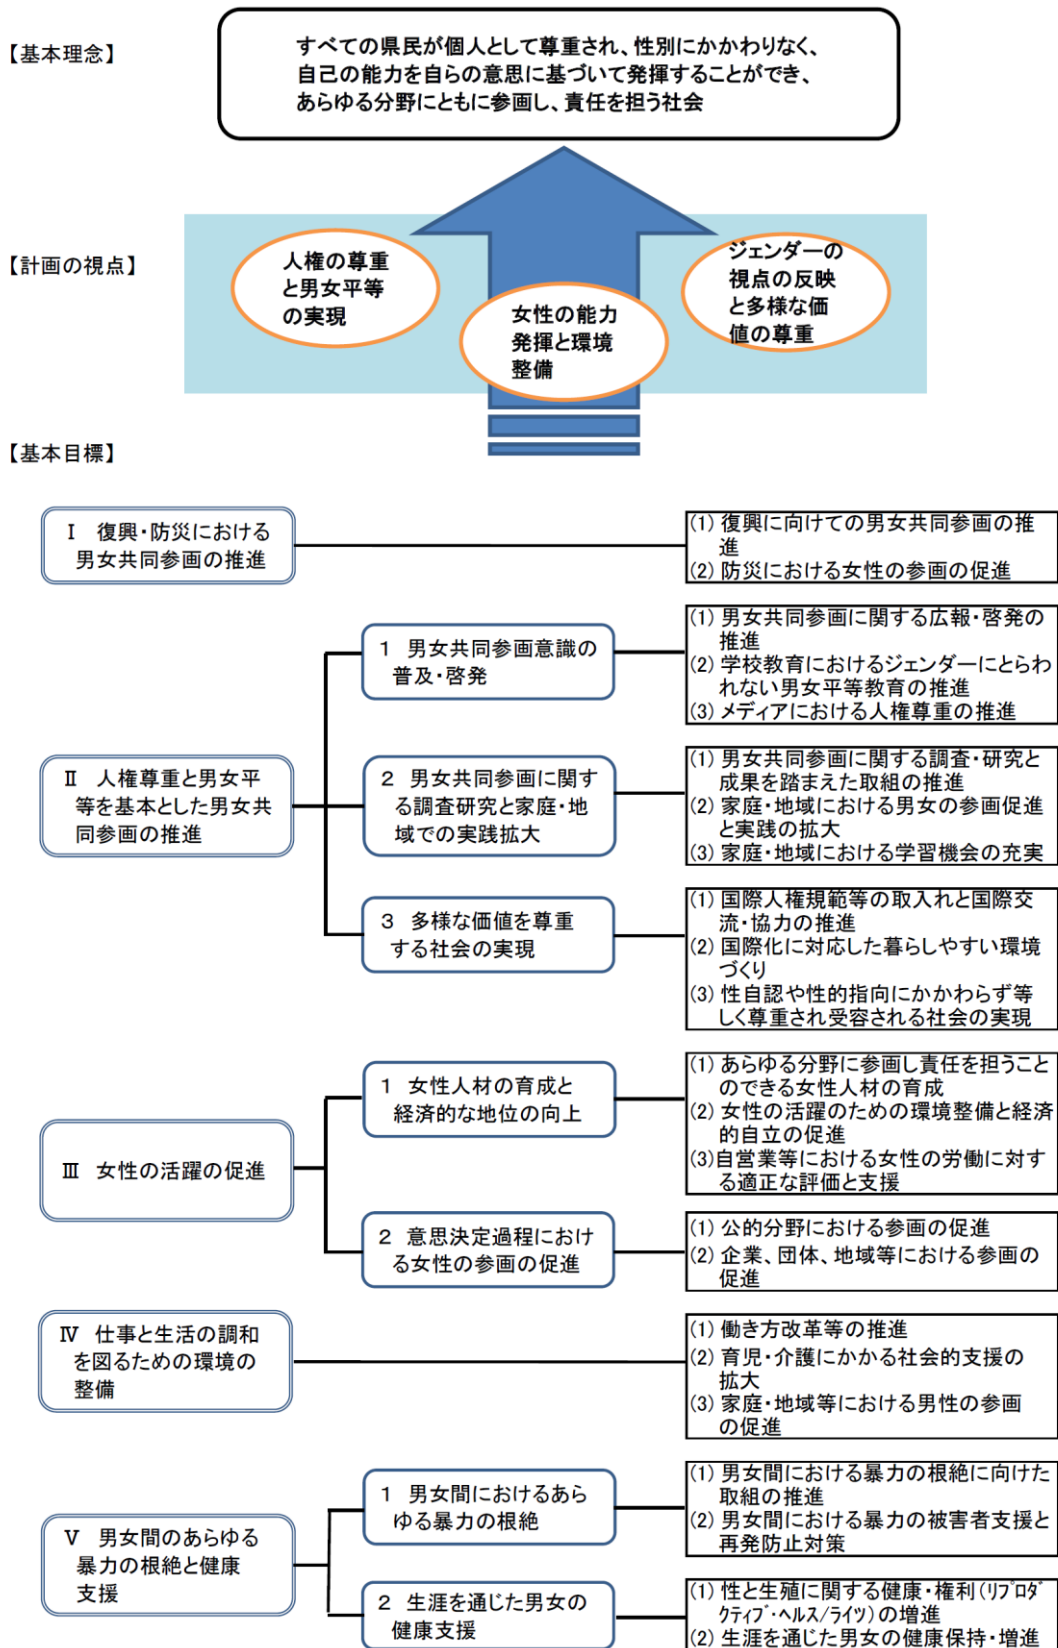 【基本理念】
すべての県民が個人として尊重され、性別にかかわりなく、
自己の能力を自らの意思に基づいて発揮することができ、
あらゆる分野にともに参画し、責任を担う社会
【計画の視点】
人権の尊重
と男女平等
の実現
女性の能力
発揮と環境
整備
ジェンダーの
視点の反映
と多様な価
値の尊重
【基本目標】
Ⅰ 復興・防災における
男女共同参画の推進
(1) 復興に向けての男女共同参画の推
進
(2) 防災における女性の参画の促進
Ⅱ 人権尊重と男女平
等を基本とした男女共
同参画の推進
1 男女共同参画意識の
普及・啓発
(1) 男女共同参画に関する広報・啓発の
推進
(2) 学校教育におけるジェンダーにとらわ
れない男女平等教育の推進
(3) メディアにおける人権尊重の推進
2 男女共同参画に関す
る調査研究と家庭・地
域での実践拡大
(1) 男女共同参画に関する調査・研究と
成果を踏まえた取組の推進
(2) 家庭・地域における男女の参画促進
と実践の拡大
(3) 家庭・地域における学習機会の充実
3 多様な価値を尊重
する社会の実現
(1) 国際人権規範等の取入れと国際交
流・協力の推進
(2) 国際化に対応した暮らしやすい環境
づくり
(3) 性自認や性的指向にかかわらず等
しく尊重され受容される社会の実現
Ⅲ 女性の活躍の促進
1 女性人材の育成と
経済的な地位の向上
(1) あらゆる分野に参画し責任を担うこと
のできる女性人材の育成
(2) 女性の活躍のための環境整備と経済
的自立の促進
(3)自営業等における女性の労働に対す
る適正な評価と支援
2 意思決定過程におけ
る女性の参画の促進
(1) 公的分野における参画の促進
(2) 企業、団体、地域等における参画の
促進
Ⅳ 仕事と生活の調和
を図るための環境の
整備
(1) 働き方改革等の推進
(2) 育児・介護にかかる社会的支援の
拡大
(3) 家庭・地域等における男性の参画
の促進
Ⅴ 男女間のあらゆる
暴力の根絶と健康
支援
1 男女間におけるあら
ゆる暴力の根絶
(1) 男女間における暴力の根絶に向けた
取組の推進
(2) 男女間における暴力の被害者支援と
再発防止対策
2 生涯を通じた男女の
健康支援
(1) 性と生殖に関する健康・権利(ﾘﾌﾟﾛﾀﾞ
ｸﾃｨﾌﾞ・ﾍﾙｽ/ﾗｲﾂ)の増進
(2) 生涯を通じた男女の健康保持・増進